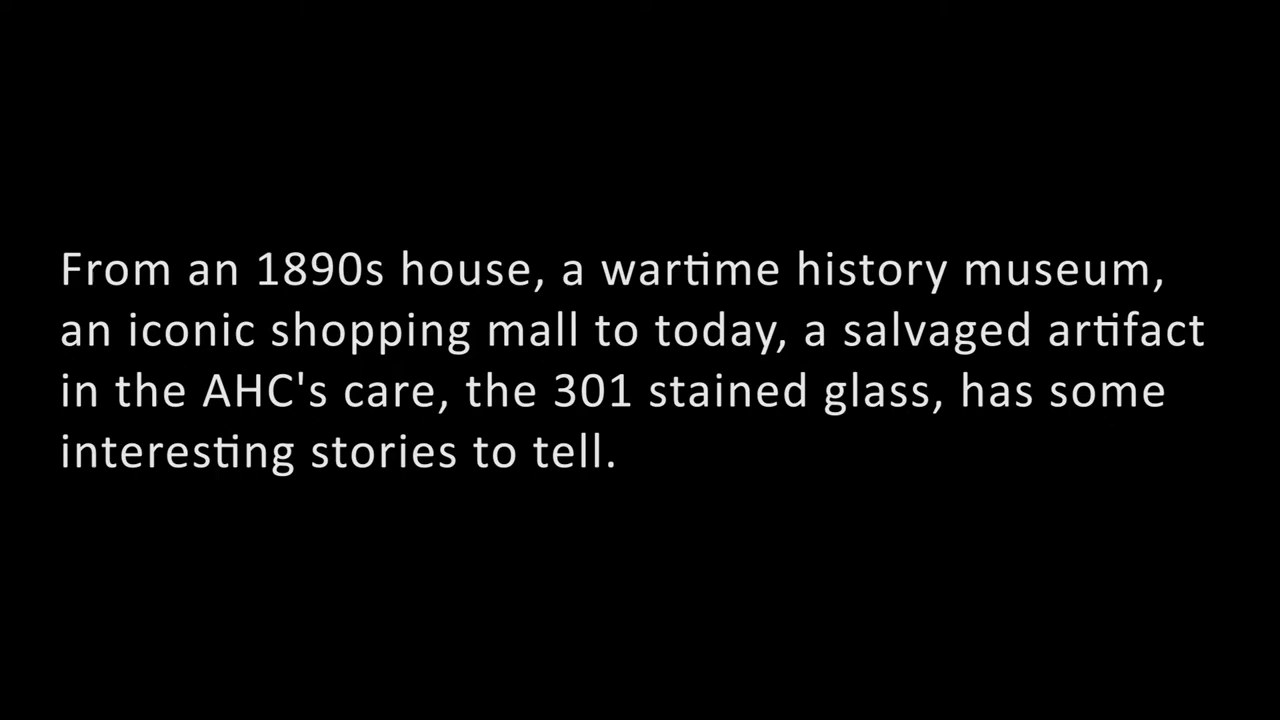 From an 1890s house, a wartime history museum,
an iconic shopping mall to today, a salvaged artifact
in the AHC's care, the 301 stained glass, has some
interesting stories to tell.